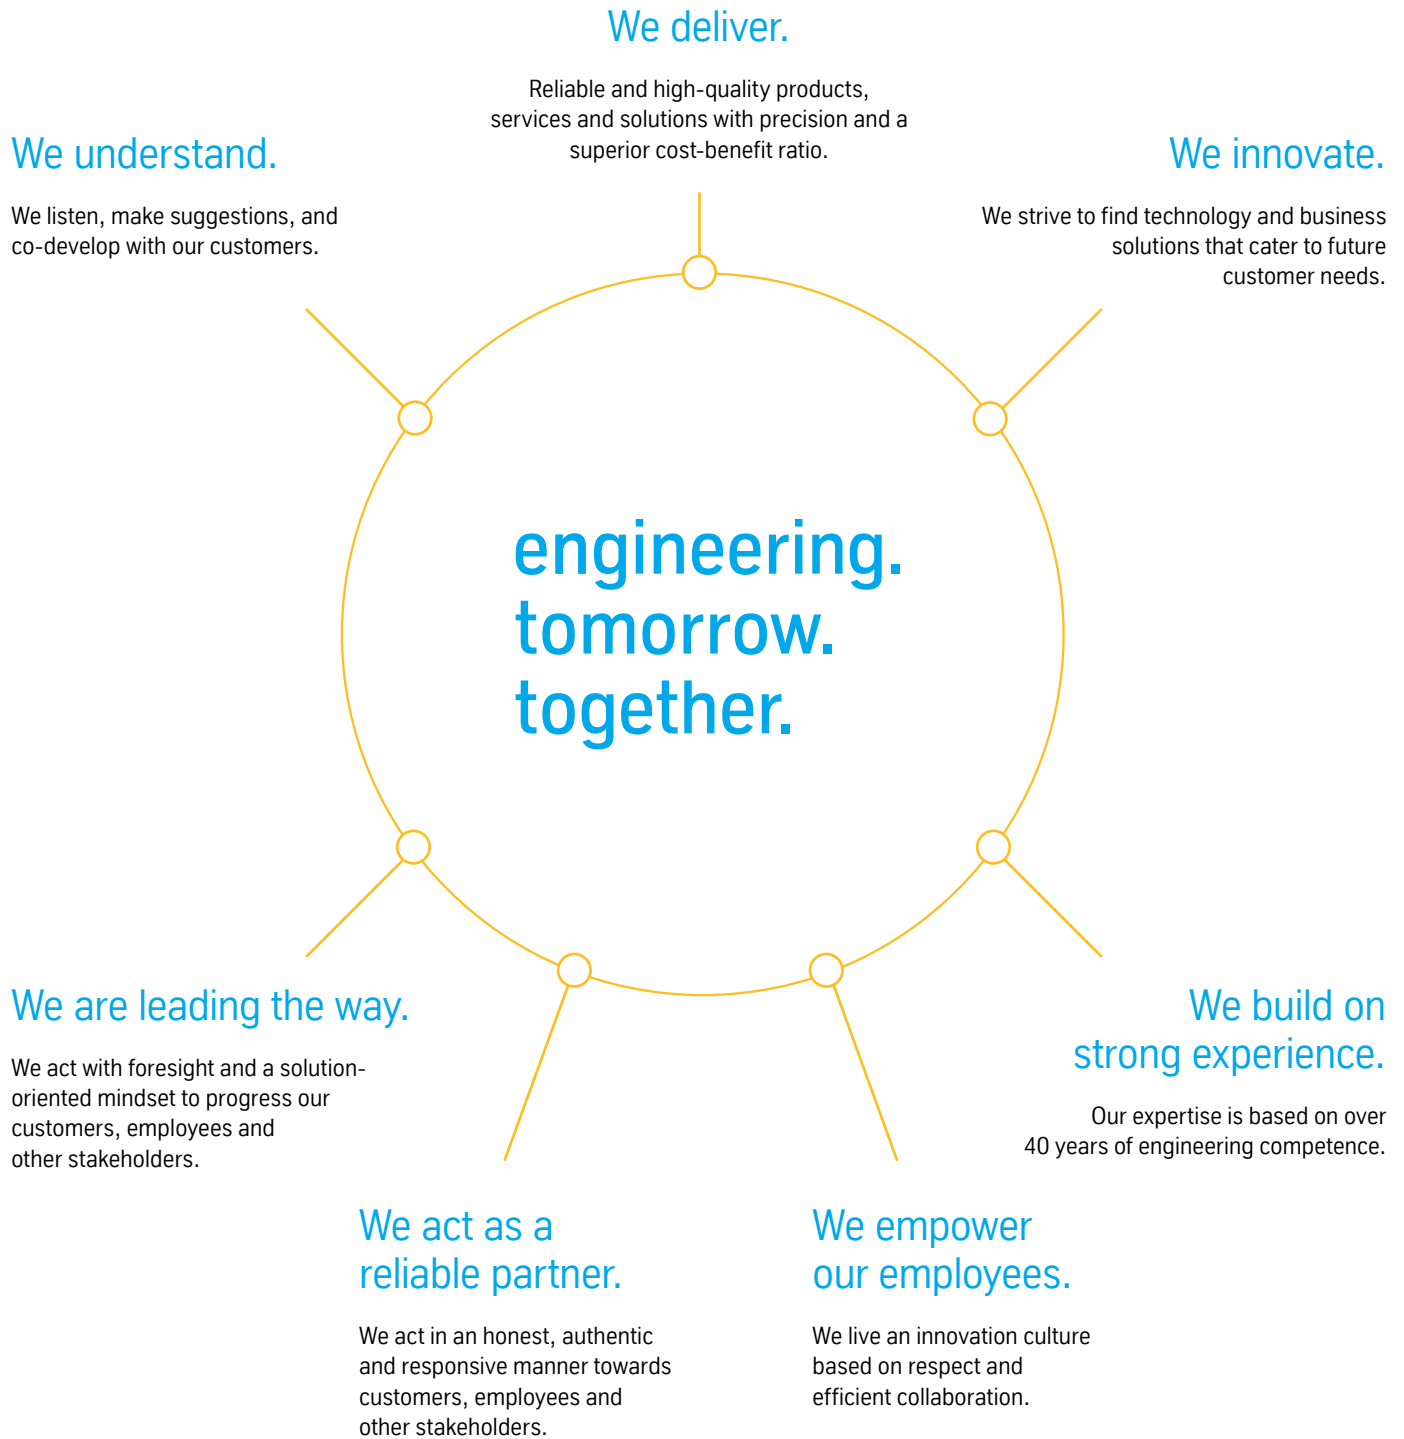 We deliver.
Reliable and high-quality products,
services and solutions with precision and a
superior cost-benefit ratio.
We understand.
We listen, make suggestions, and
co-develop with our customers.
We innovate.
We strive to find technology and business
solutions that cater to future
customer needs.
engineering.
tomorrow.
together.
We are leading the way.
We act with foresight and a solution-
oriented mindset to progress our
customers, employees and
other stakeholders.
We build on
strong experience.
Our expertise is based on over
40 years of engineering competence.
We act as a
reliable partner.
We act in an honest, authentic
and responsive manner towards
customers, employees and
other stakeholders.
We empower
our employees.
We live an innovation culture
based on respect and
efficient collaboration.